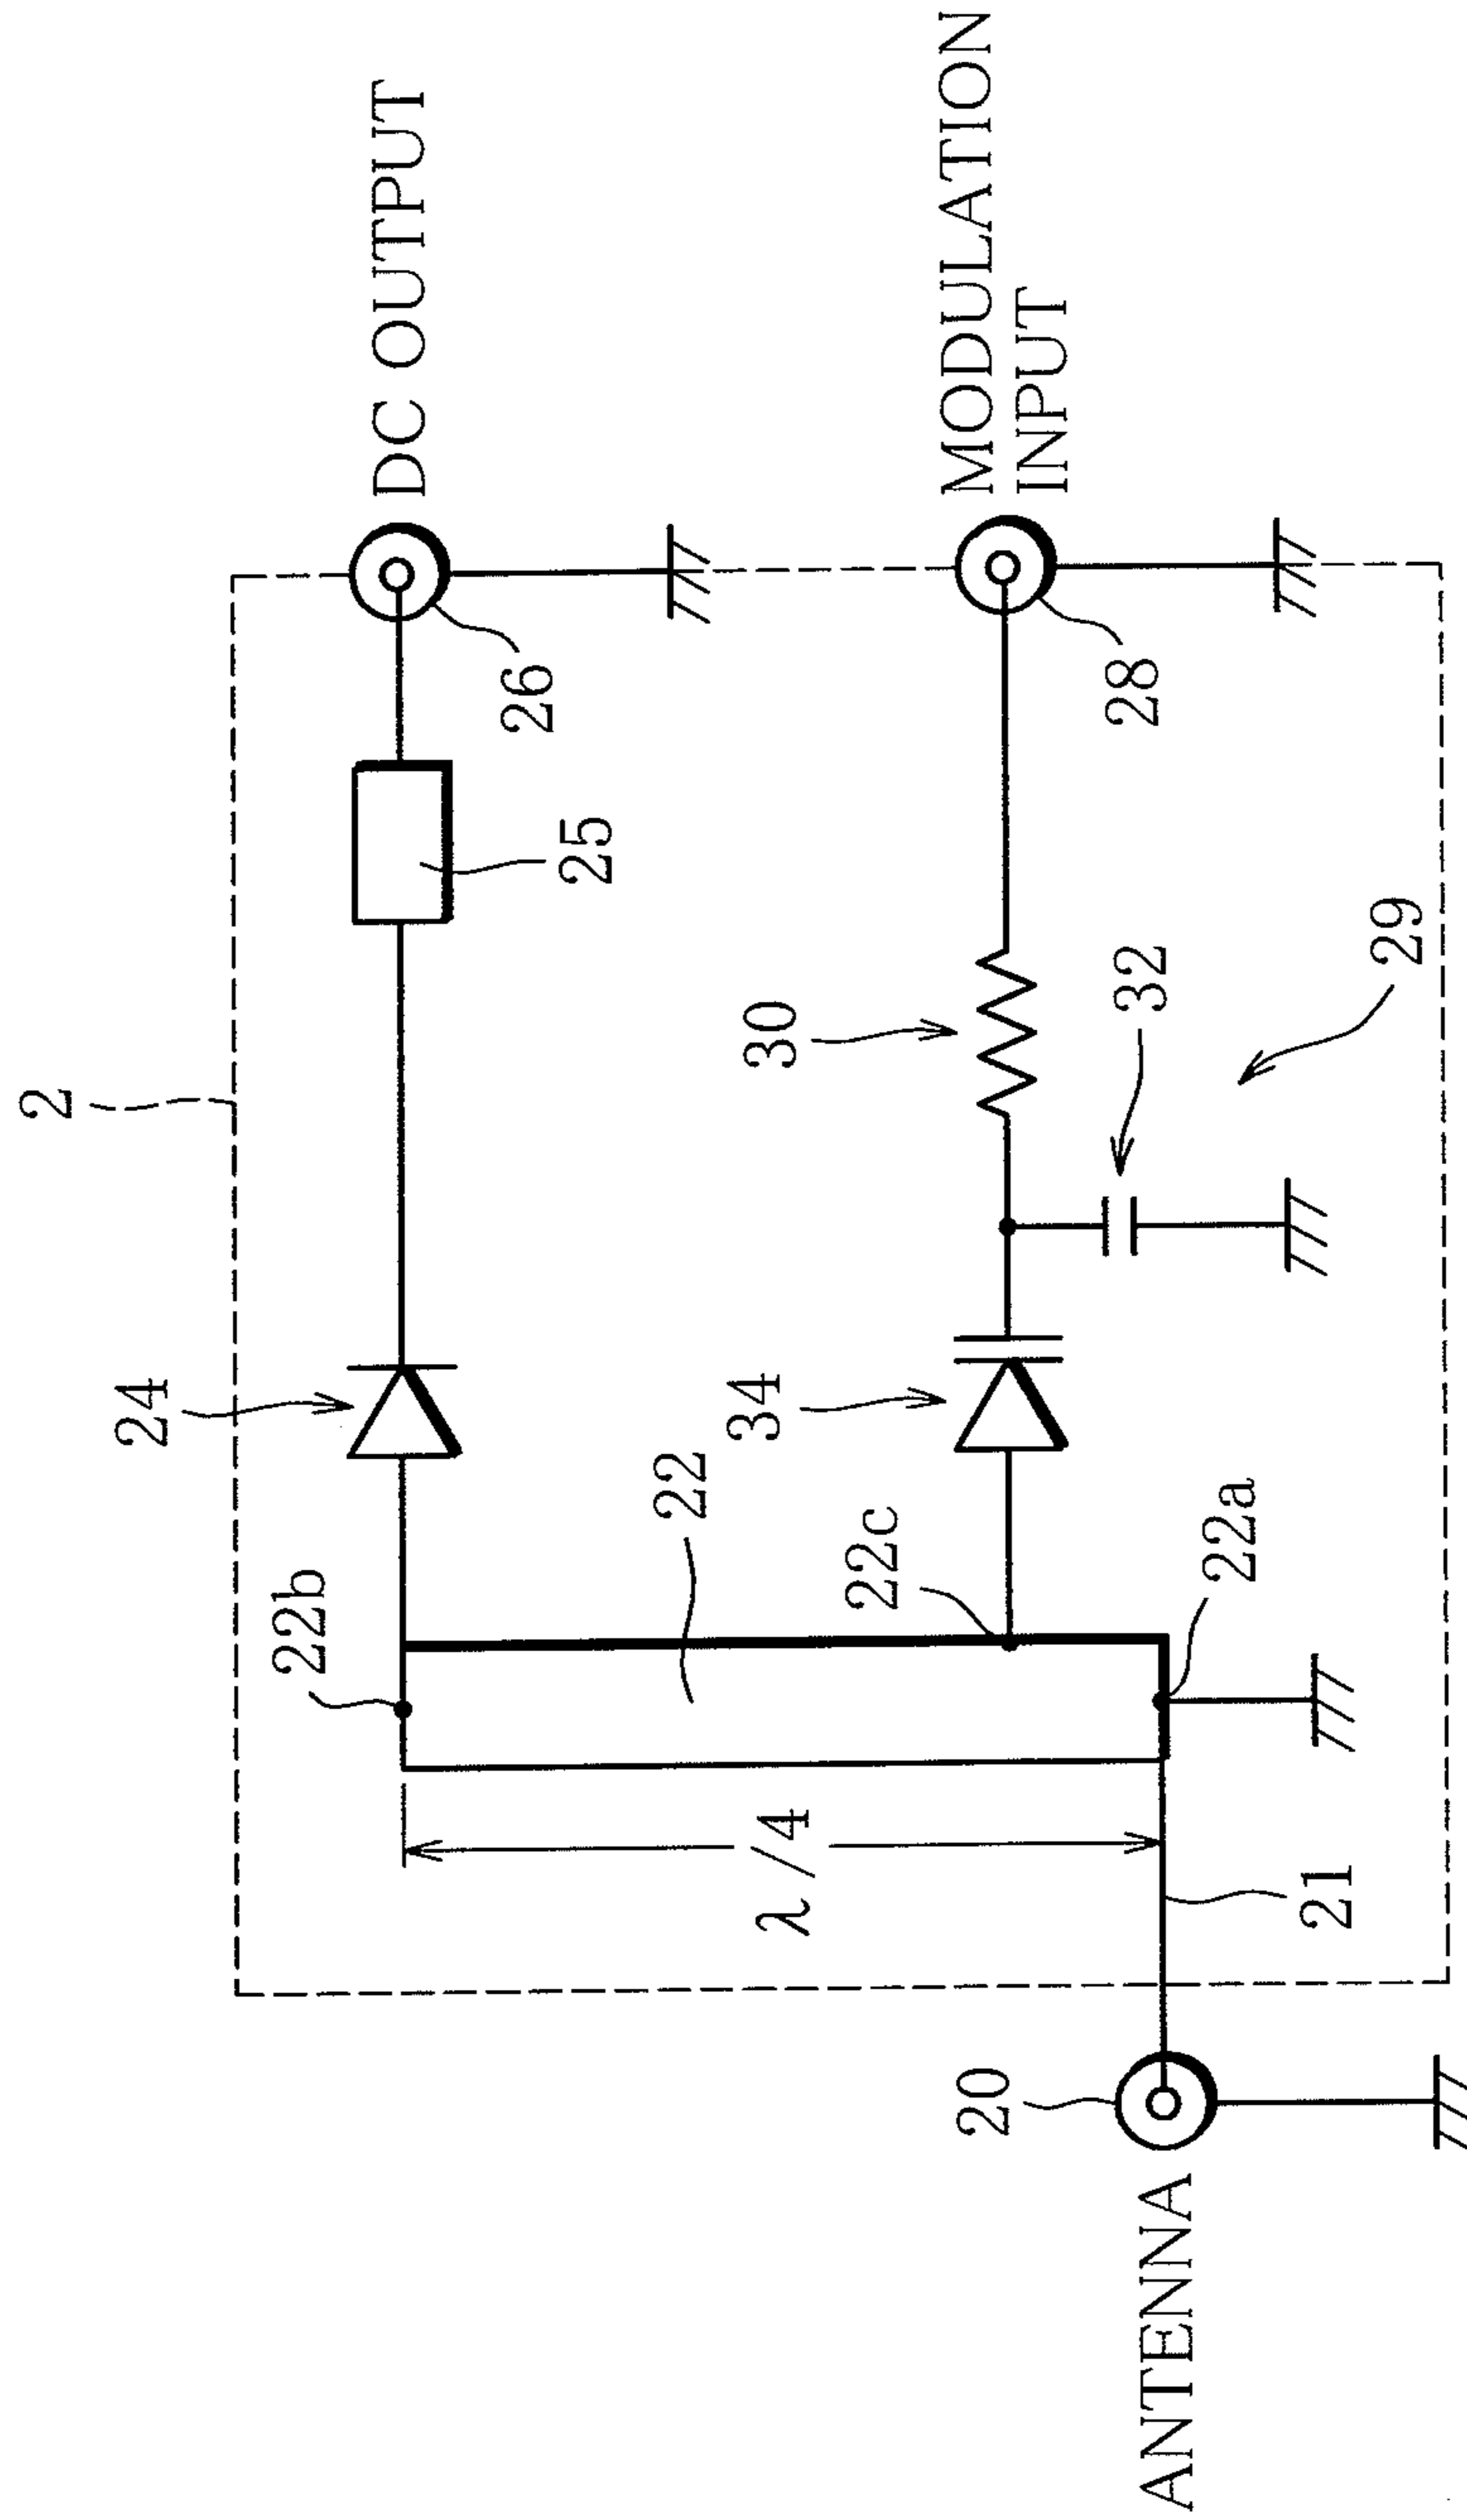 2
24
22b
22
25
26
DC OUTPUT
34
30
22c
32
28
MODULATION
INPUT
29
22a
λ/4
21
20
ANTENNA